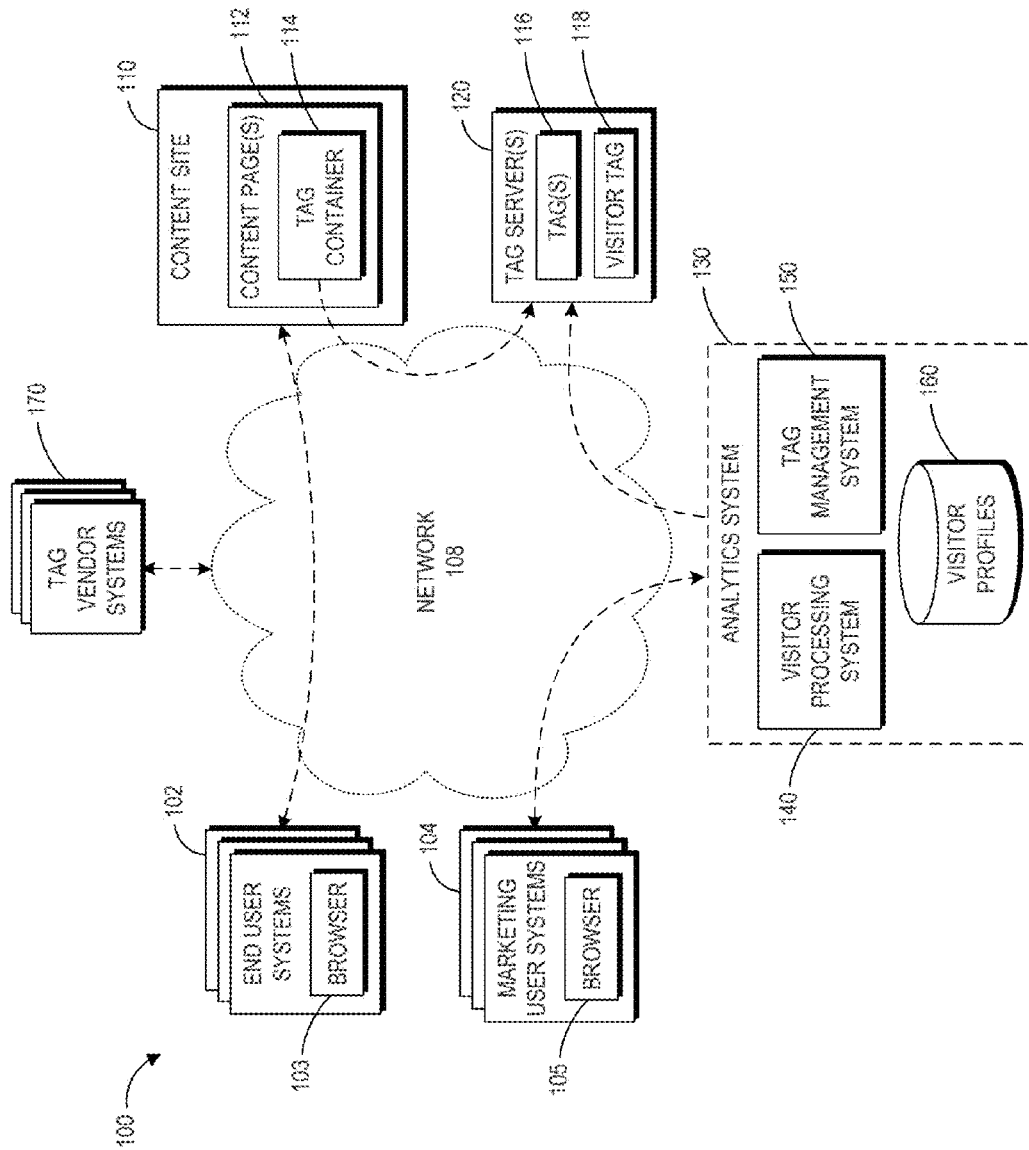 100
102
END USER
SYSTEMS
BROWSER
103
104
MARKETING
USER SYSTEMS
BROWSER
105
170
TAG
VENDOR
SYSTEMS
NETWORK
108
110
CONTENT SITE
112
CONTENT PAGE(S)
114
TAG
CONTAINER
120
TAG SERVER(S)
116
TAG(S)
118
VISITOR TAG
130
ANALYTICS SYSTEM
140
VISITOR
PROCESSING
SYSTEM
150
TAG
MANAGEMENT
SYSTEM
160
VISITOR
PROFILES